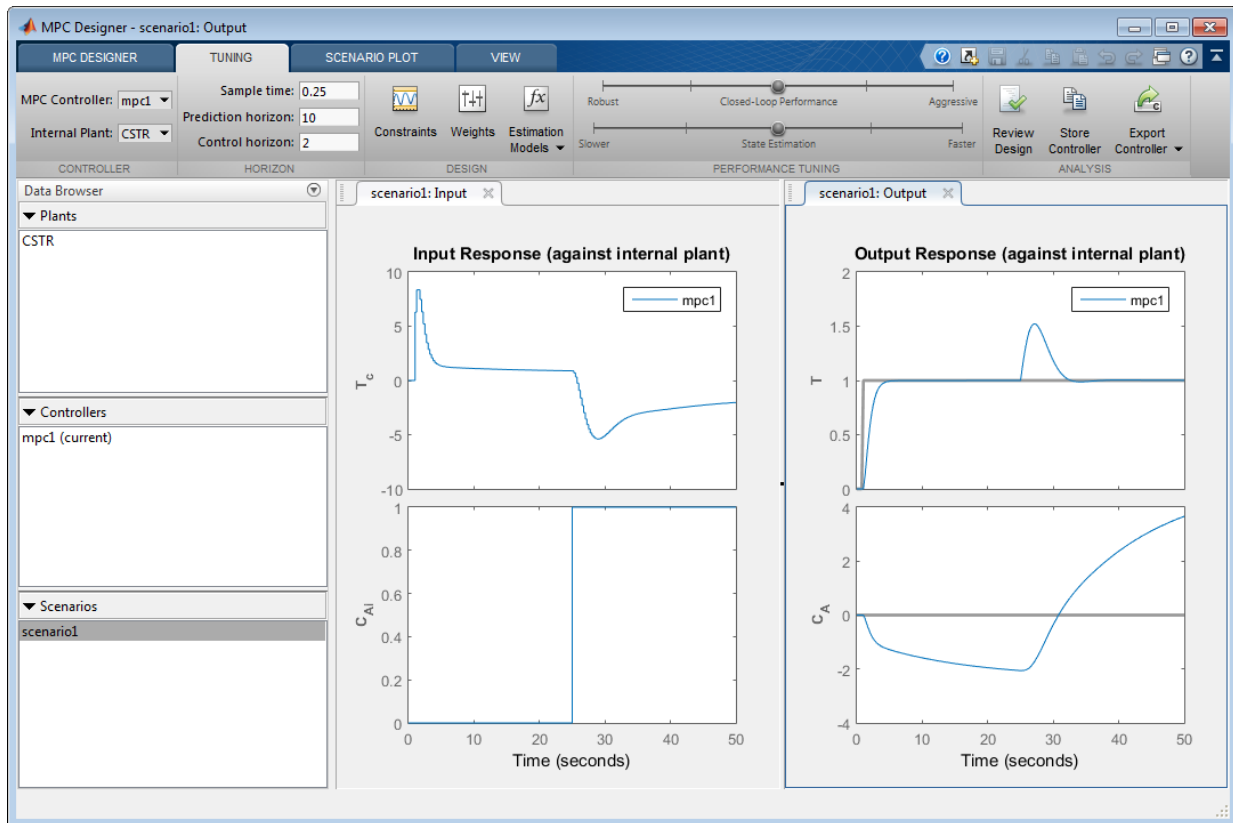 MPC Designer - scenario1: Output
MPC DESIGNER TUNING SCENARIO PLOT VIEW
MPC Controller: mpc1
Internal Plant: CSTR
CONTROLLER
Sample time: 0.25
Prediction horizon: 10
Control horizon: 2
HORIZON
Constraints Weights Estimation
Models
fx
DESIGN
Robust Closed-Loop Performance Aggressive
Slower State Estimation Faster
PERFORMANCE TUNING
Review
Design
Store
Controller
Export
Controller
C
ANALYSIS
Data Browser
Plants
CSTR
Controllers
mpc1 (current)
Scenarios
scenario1
scenario1: Input
Input Response (against internal plant)
mpc1
10
5
0
-5
-10
Tc
1
0.8
0.6
0.4
0.2
0
CAI
0 10 20 30 40 50
Time (seconds)
scenario1: Output
Output Response (against internal plant)
mpc1
2
1.5
1
0.5
0
T
4
2
0
-2
-4
CA
0 10 20 30 40 50
Time (seconds)